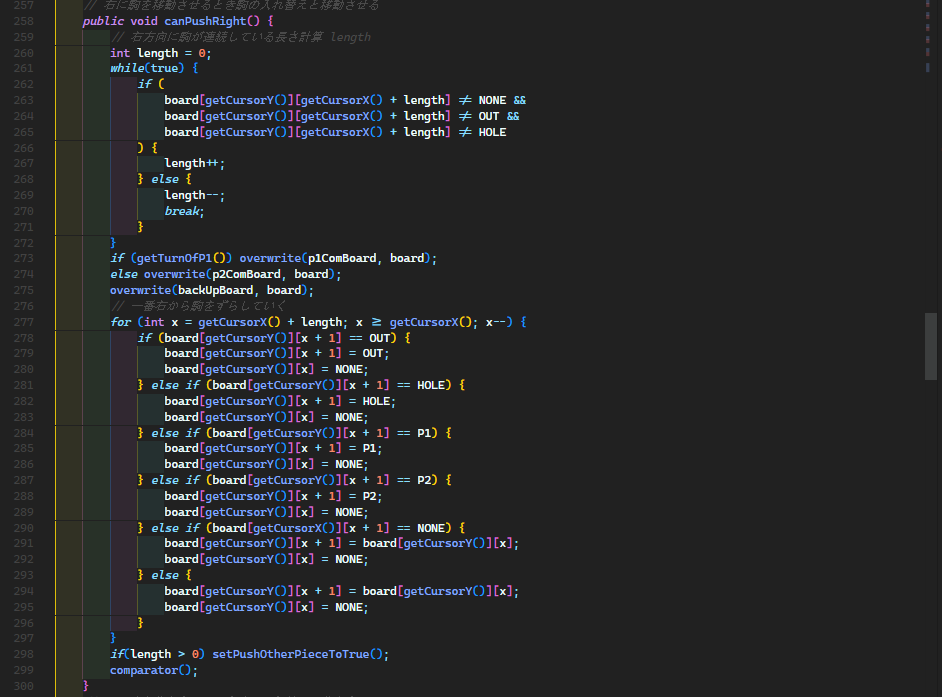 257 // 右に駒を移動させるとき駒の入れ替えと移動させる
258 public void canPushRight() {
259 // 右方向に駒が連続している長さ計算 length
260 int length = 0;
261 while(true) {
262 if (
263 board[getCursorY()][getCursorX() + length] ≠ NONE &&
264 board[getCursorY()][getCursorX() + length] ≠ OUT &&
265 board[getCursorY()][getCursorX() + length] ≠ HOLE
266 ) {
267 length++;
268 } else {
269 length--;
270 break;
271 }
272 }
273 if (getTurnOfP1()) overwrite(p1ComBoard, board);
274 else overwrite(p2ComBoard, board);
275 overwrite(backUpBoard, board);
276 // 一番右から駒をずらしていく
277 for (int x = getCursorX() + length; x ≥ getCursorX(); x--) {
278 if (board[getCursorY()][x + 1] == OUT) {
279 board[getCursorY()][x + 1] = OUT;
280 board[getCursorY()][x] = NONE;
281 } else if (board[getCursorY()][x + 1] == HOLE) {
282 board[getCursorY()][x + 1] = HOLE;
283 board[getCursorY()][x] = NONE;
284 } else if (board[getCursorY()][x + 1] == P1) {
285 board[getCursorY()][x + 1] = P1;
286 board[getCursorY()][x] = NONE;
287 } else if (board[getCursorY()][x + 1] == P2) {
288 board[getCursorY()][x + 1] = P2;
289 board[getCursorY()][x] = NONE;
290 } else if (board[getCursorX()][x + 1] == NONE) {
291 board[getCursorY()][x + 1] = board[getCursorY()][x];
292 board[getCursorY()][x] = NONE;
293 } else {
294 board[getCursorY()][x + 1] = board[getCursorY()][x];
295 board[getCursorY()][x] = NONE;
296 }
297 }
298 if(length > 0) setPushOtherPieceToTrue();
299 comparator();
300 }